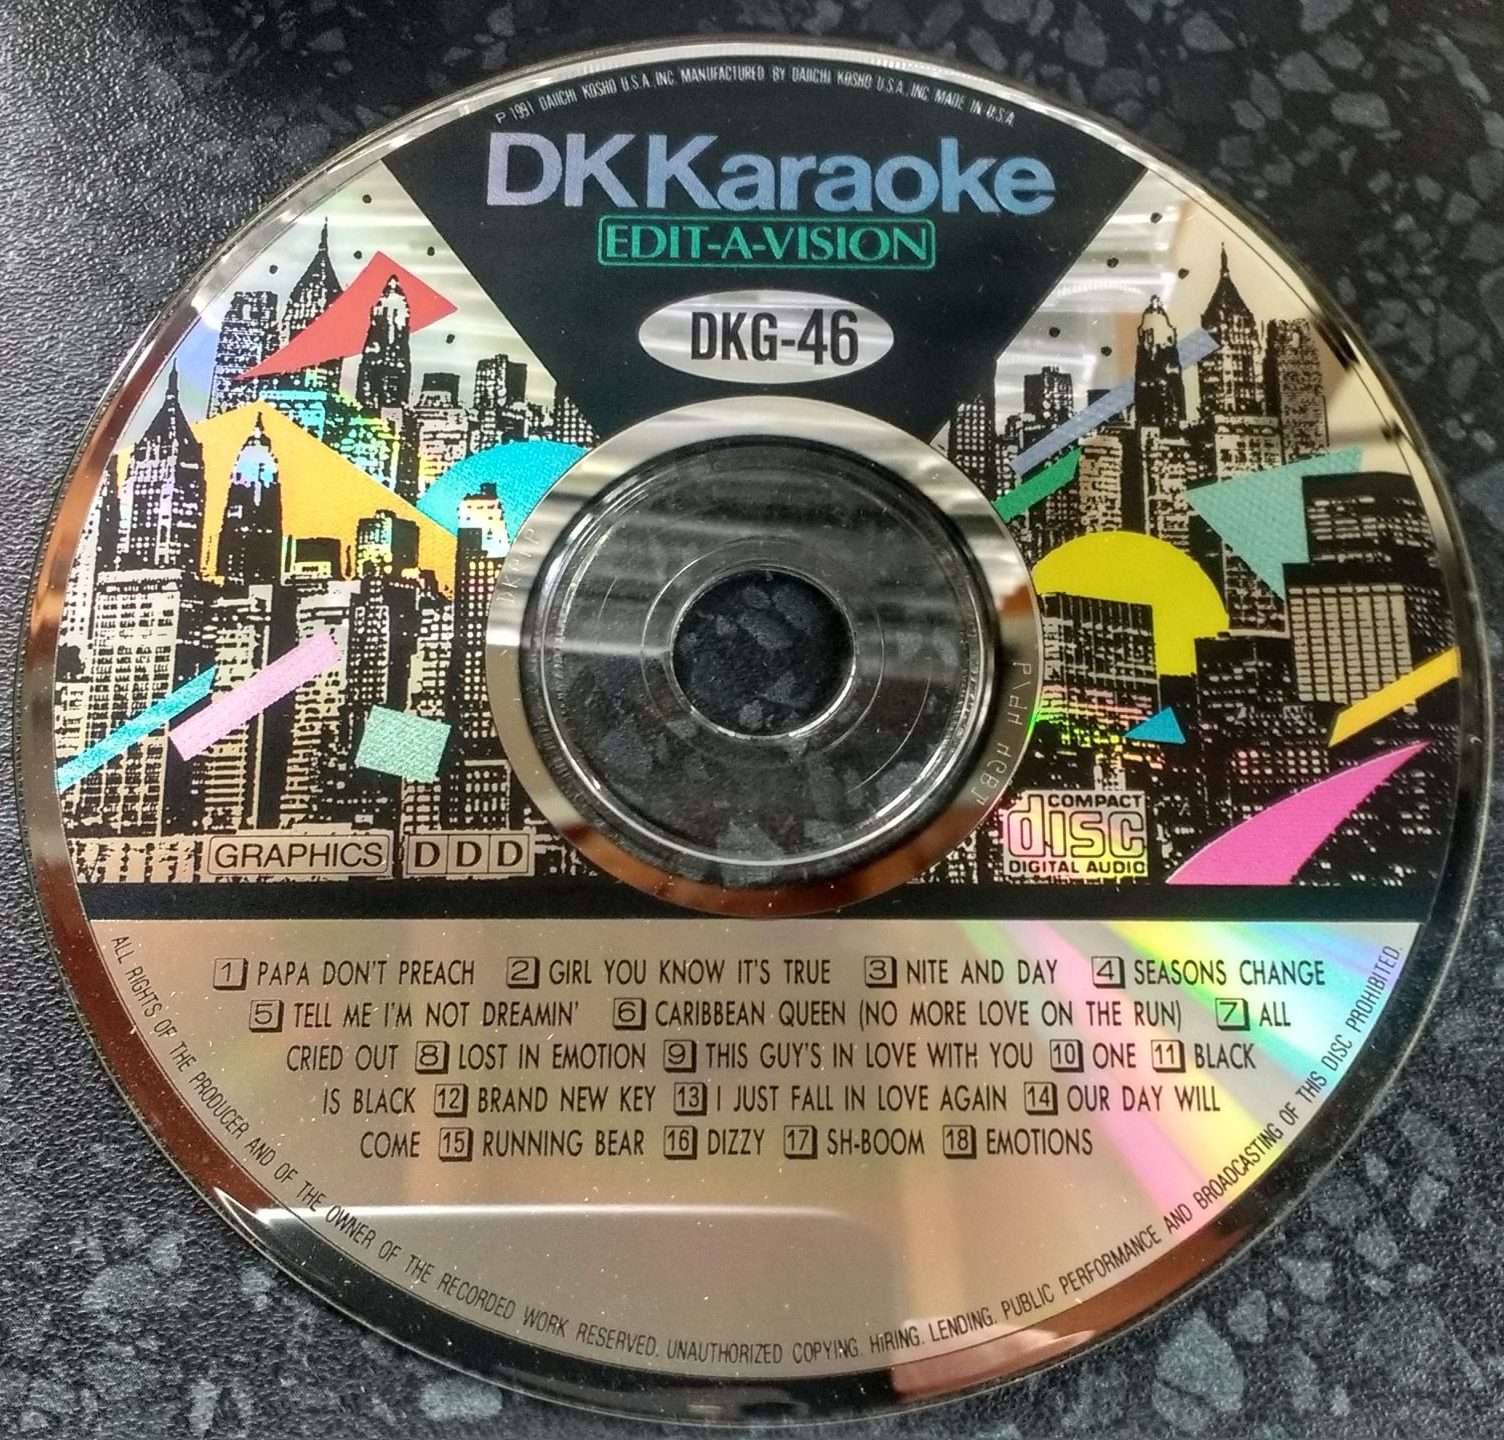 ℗ 1991 DAIICHI KOSHO U.S.A., INC. MANUFACTURED BY DAIICHI KOSHO U.S.A., INC. MADE IN U.S.A.
DKKaraoke
EDIT-A-VISION
DKG-46
GRAPHICS DDD
COMPACT
disc
DIGITAL AUDIO
1 PAPA DON'T PREACH 2 GIRL YOU KNOW IT'S TRUE 3 NITE AND DAY 4 SEASONS CHANGE
5 TELL ME I'M NOT DREAMIN' 6 CARIBBEAN QUEEN (NO MORE LOVE ON THE RUN) 7 ALL
CRIED OUT 8 LOST IN EMOTION 9 THIS GUY'S IN LOVE WITH YOU 10 ONE 11 BLACK
IS BLACK 12 BRAND NEW KEY 13 I JUST FALL IN LOVE AGAIN 14 OUR DAY WILL
COME 15 RUNNING BEAR 16 DIZZY 17 SH-BOOM 18 EMOTIONS
ALL RIGHTS OF THE PRODUCER AND OF THE OWNER OF THE RECORDED WORK RESERVED. UNAUTHORIZED COPYING. HIRING. LENDING. PUBLIC PERFORMANCE AND BROADCASTING OF THIS DISC PROHIBITED.